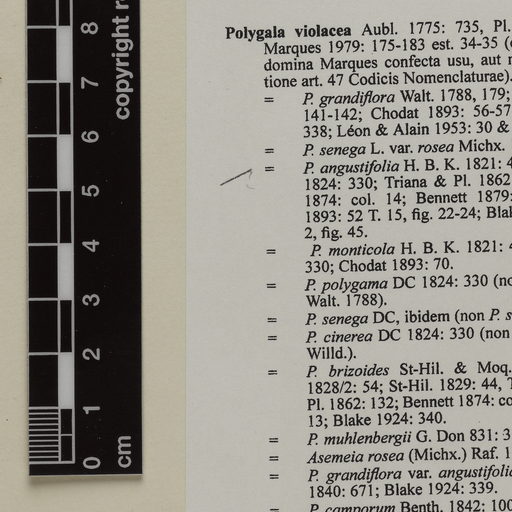 Polygala violacea Aubl. 1775: 735, Pl.
Marques 1979: 175-183 est. 34-35 (
domina Marques confecta usu, aut
tione art. 47 Codicis Nomenclaturae).
= P. grandiflora Walt. 1788, 179;
141-142; Chodat 1893: 56-57
338; Léon & Alain 1953: 30 &
= P. senega L. var. rosea Michx.
= P. angustifolia H. B. K. 1821:
1824: 330; Triana & Pl. 1862
1874: col. 14; Bennett 1879:
1893: 52 T. 15, fig. 22-24; Blak
2, fig. 45.
= P. monticola H. B. K. 1821:
330; Chodat 1893: 70.
= P. polygama DC 1824: 330 (no
Walt. 1788).
= P. senega DC, ibidem (non P. s
= P. cinerea DC 1824: 330 (non
Willd.).
= P. brizoides St-Hil. & Moq.
1828/2: 54; St-Hil. 1829: 44,
Pl. 1862: 132; Bennett 1874: co
13; Blake 1924: 340.
= P. muhlenbergii G. Don 831: 3
= Asemeia rosea (Michx.) Raf. 1
= P. grandiflora var. angustifolia
1840: 671; Blake 1924: 339.
= P. camporum Benth. 1842: 100
8
7
6
5
4
3
2
1
0
cm
copyright r